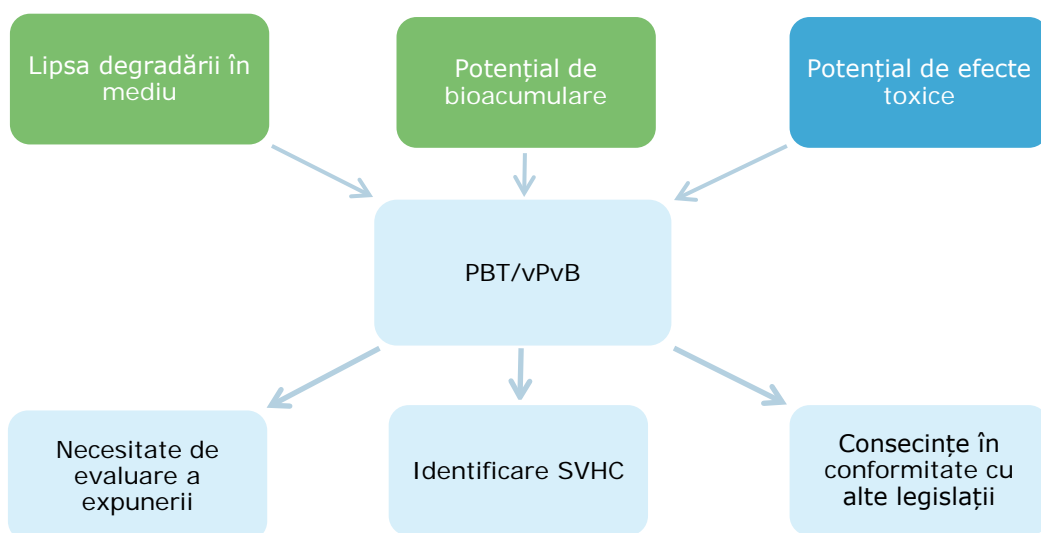 Lipsa degradării în
mediu
Potențial de
bioacumulare
Potențial de efecte
toxice
PBT/vPvB
Necesitate de
evaluare a
expunerii
Identificare SVHC
Consecințe în
conformitate cu
alte legislații